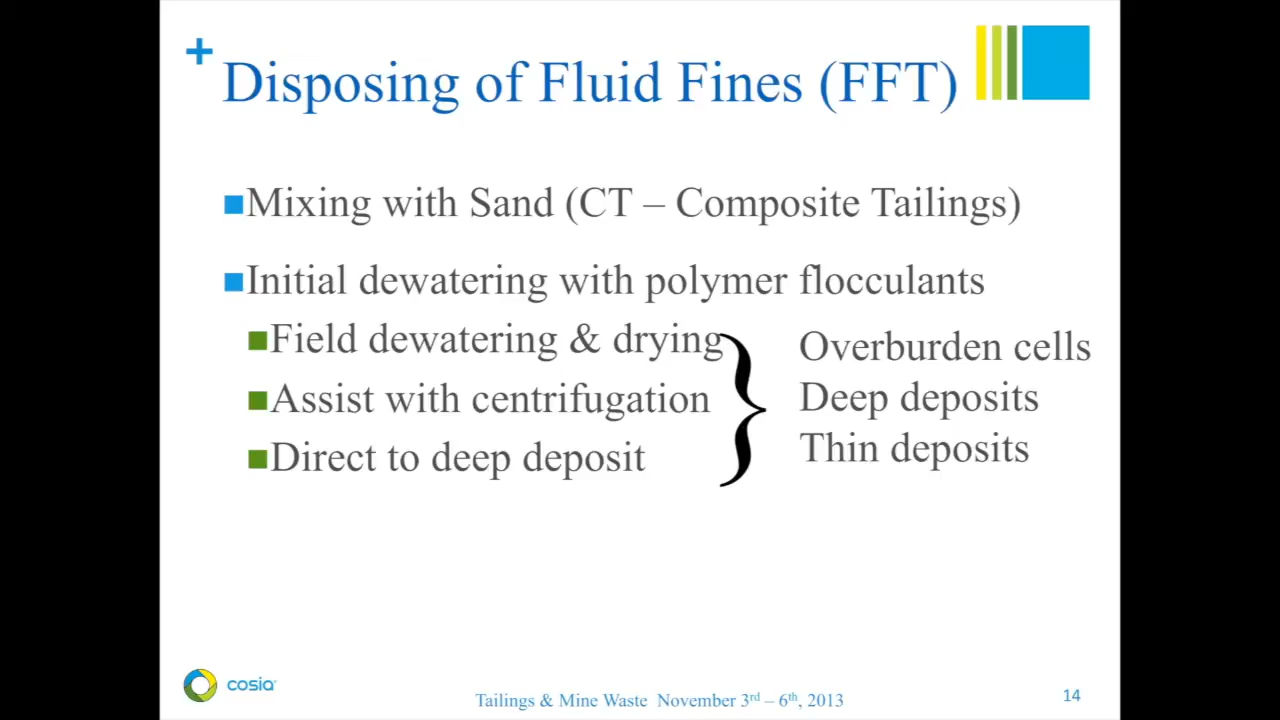 +
Disposing of Fluid Fines (FFT)
■Mixing with Sand (CT – Composite Tailings)
■Initial dewatering with polymer flocculants
■Field dewatering & drying
■Assist with centrifugation
■Direct to deep deposit
}
Overburden cells
Deep deposits
Thin deposits
cosia
Tailings & Mine Waste November 3rd – 6th, 2013
14